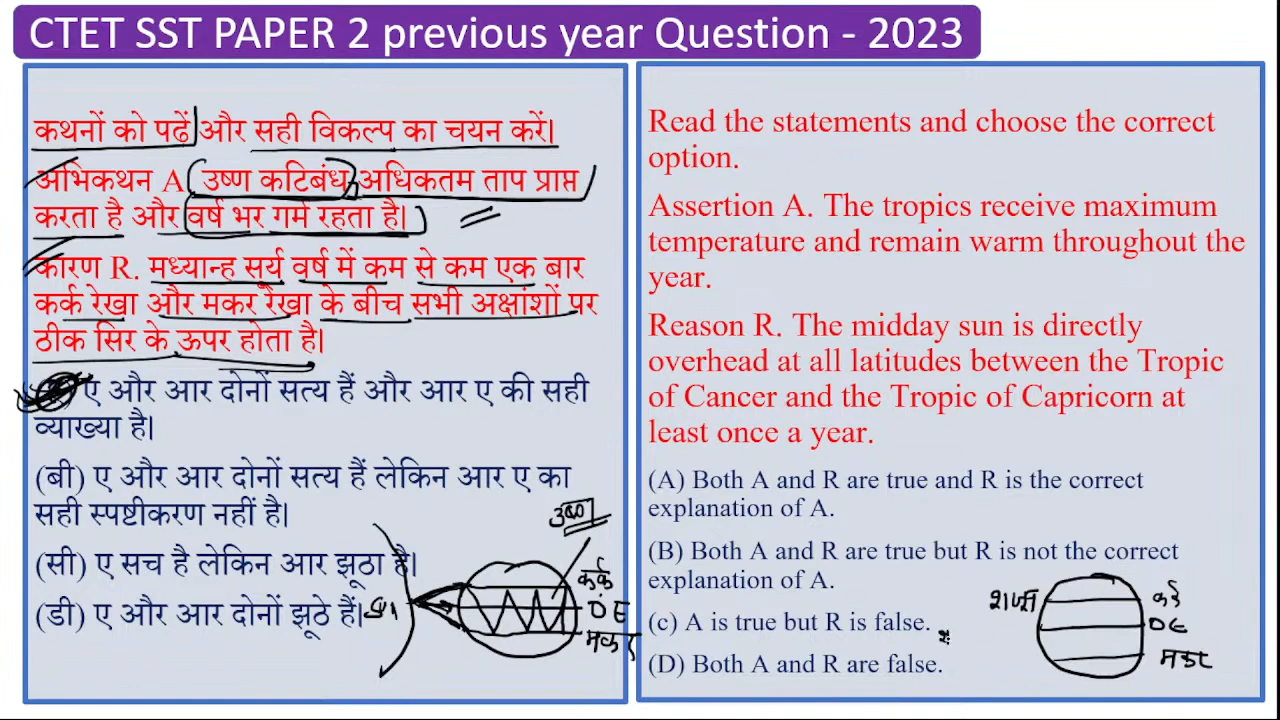 CTET SST PAPER 2 previous year Question - 2023
कथनों को पढें और सही विकल्प का चयन करें।
अभिकथन A उष्ण कटिबंध अधिकतम ताप प्राप्त
करता है और वर्ष भर गर्म रहता है।
कारण R. मध्यान्ह सूर्य वर्ष में कम से कम एक बार
कर्क रेखा और मकर रेखा के बीच सभी अक्षांशों पर
ठीक सिर के ऊपर होता है।
ए और आर दोनों सत्य हैं और आर ए की सही
व्याख्या है।
(बी) ए और आर दोनों सत्य हैं लेकिन आर ए का
सही स्पष्टीकरण नहीं है।
(सी) ए सच है लेकिन आर झूठा है।
(डी) ए और आर दोनों झूठे हैं।
उष्ण
कर्क
0 E
मकर
Read the statements and choose the correct
option.
Assertion A. The tropics receive maximum
temperature and remain warm throughout the
year.
Reason R. The midday sun is directly
overhead at all latitudes between the Tropic
of Cancer and the Tropic of Capricorn at
least once a year.
(A) Both A and R are true and R is the correct
explanation of A.
(B) Both A and R are true but R is not the correct
explanation of A.
(c) A is true but R is false.
(D) Both A and R are false.